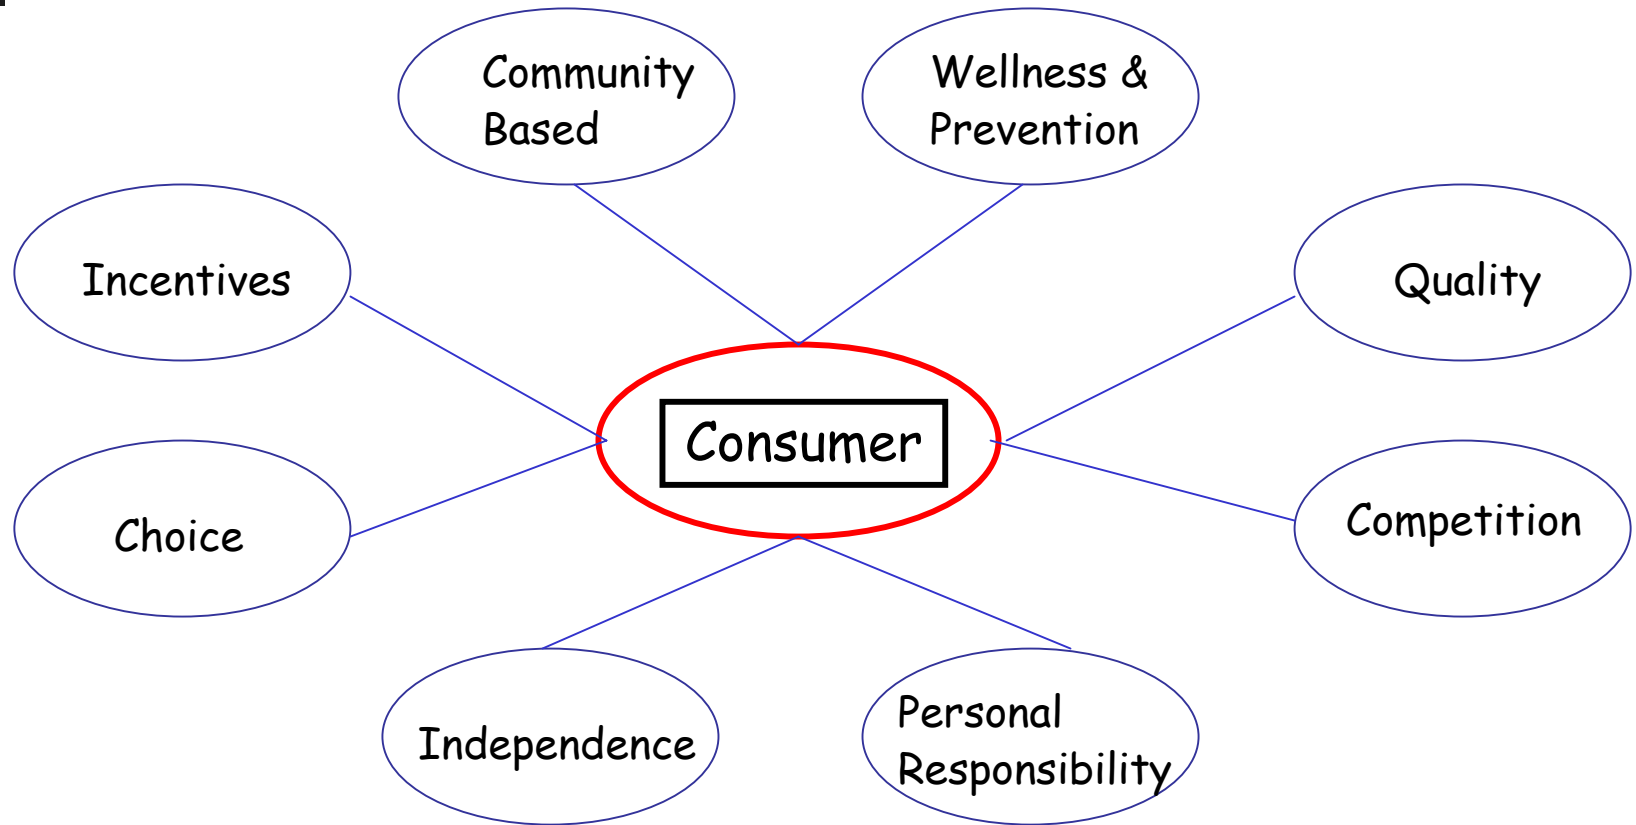 Community
Based
Wellness &
Prevention
Incentives
Quality
Consumer
Choice
Competition
Independence
Personal
Responsibility